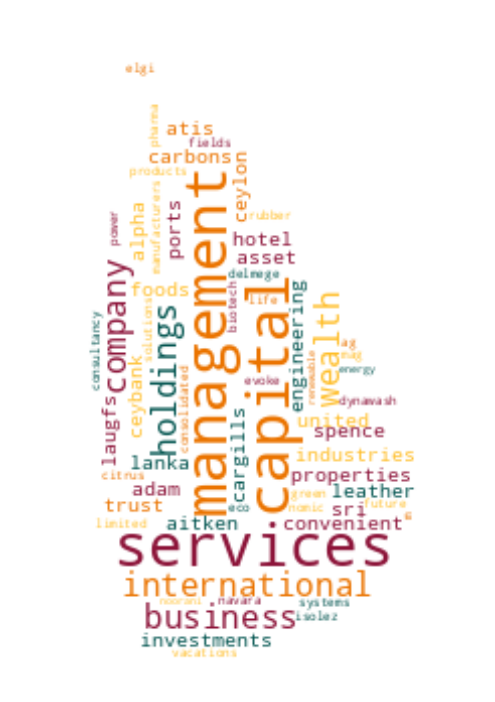 elgi
pharma
atis
fields
carbons
products
management
ceylon
manufacturers
alpha
ports
power
rubber
hotel
asset
company
delmege
biotech
life
capital
engineering
foods
solutions
holdings
wealth
consultancy
ag
mag
energy
renewable
ceybank
consolidated
evoke
dynawash
laugfs
cargills
united
spence
industries
lanka
citrus
properties
adam
green
leather
trust
eco
nomic
sri
future
limited
aitken
convenient
services
international
noorani
navara
systems
business
isolez
investments
vacations